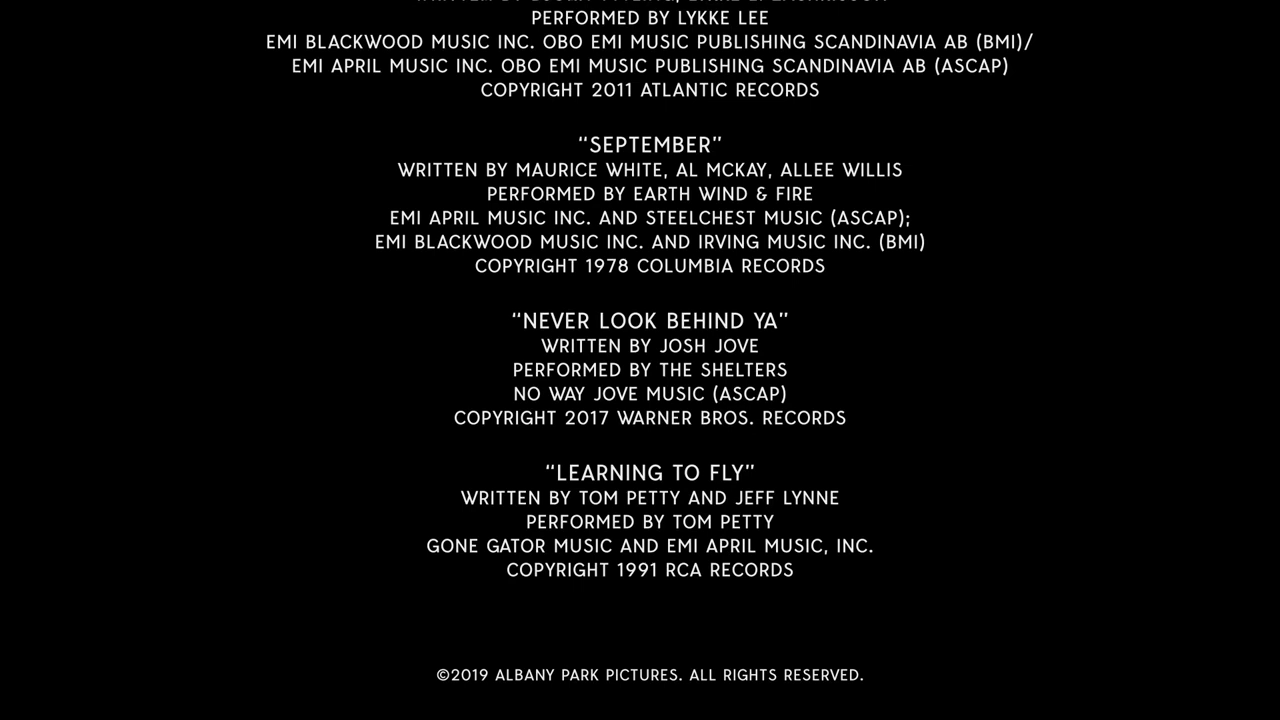 PERFORMED BY LYKKE LEE
EMI BLACKWOOD MUSIC INC. OBO EMI MUSIC PUBLISHING SCANDINAVIA AB (BMI)/
EMI APRIL MUSIC INC. OBO EMI MUSIC PUBLISHING SCANDINAVIA AB (ASCAP)
COPYRIGHT 2011 ATLANTIC RECORDS
“SEPTEMBER”
WRITTEN BY MAURICE WHITE, AL MCKAY, ALLEE WILLIS
PERFORMED BY EARTH WIND & FIRE
EMI APRIL MUSIC INC. AND STEELCHEST MUSIC (ASCAP);
EMI BLACKWOOD MUSIC INC. AND IRVING MUSIC INC. (BMI)
COPYRIGHT 1978 COLUMBIA RECORDS
“NEVER LOOK BEHIND YA”
WRITTEN BY JOSH JOVE
PERFORMED BY THE SHELTERS
NO WAY JOVE MUSIC (ASCAP)
COPYRIGHT 2017 WARNER BROS. RECORDS
“LEARNING TO FLY”
WRITTEN BY TOM PETTY AND JEFF LYNNE
PERFORMED BY TOM PETTY
GONE GATOR MUSIC AND EMI APRIL MUSIC, INC.
COPYRIGHT 1991 RCA RECORDS
©2019 ALBANY PARK PICTURES. ALL RIGHTS RESERVED.